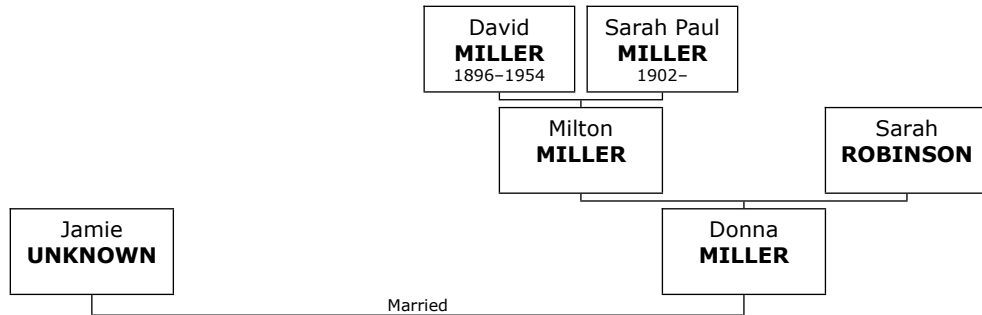 David
MILLER
1896–1954
Sarah Paul
MILLER
1902–
Milton
MILLER
Sarah
ROBINSON
Jamie
UNKNOWN
Donna
MILLER
Married